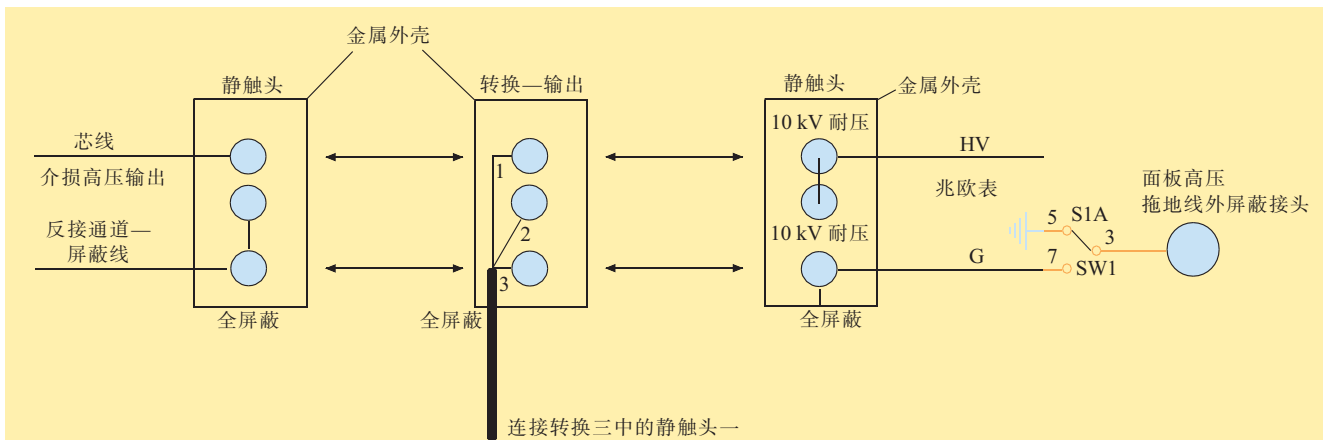 金属外壳
静触头
转换—输出
静触头
金属外壳
10 kV 耐压
芯线
介损高压输出
1
HV
兆欧表
面板高压
拖地线外屏蔽接头
反接通道—
屏蔽线
2
10 kV 耐压
5
S1A
3
3
G
7
SW1
全屏蔽
全屏蔽
全屏蔽
连接转换三中的静触头一